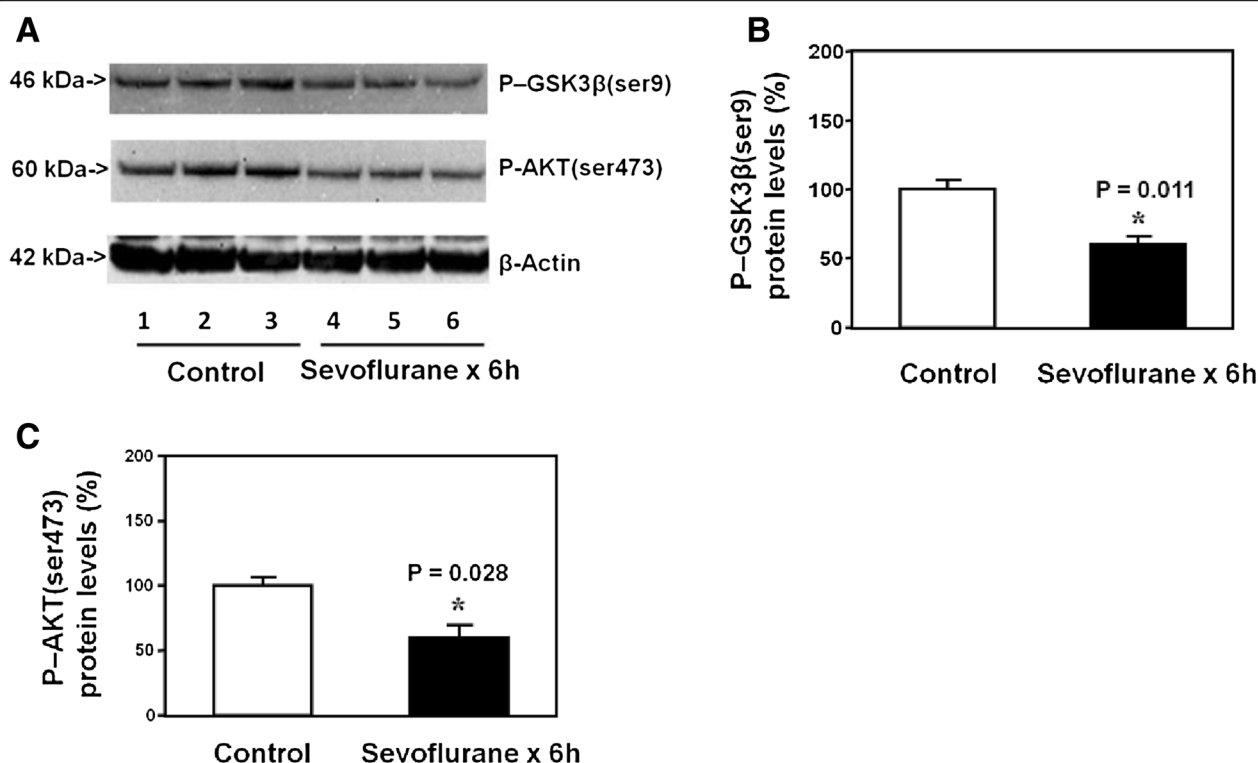 A
46 kDa->
P–GSK3β(ser9)
60 kDa->
P-AKT(ser473)
42 kDa->
β-Actin
1 2 3 4 5 6
Control
Sevoflurane x 6h
B
P–GSK3β(ser9)
protein levels (%)
200
150
100
50
0
P = 0.011
*
Control
Sevoflurane x 6h
C
P–AKT(ser473)
protein levels (%)
200
150
100
50
0
P = 0.028
*
Control
Sevoflurane x 6h